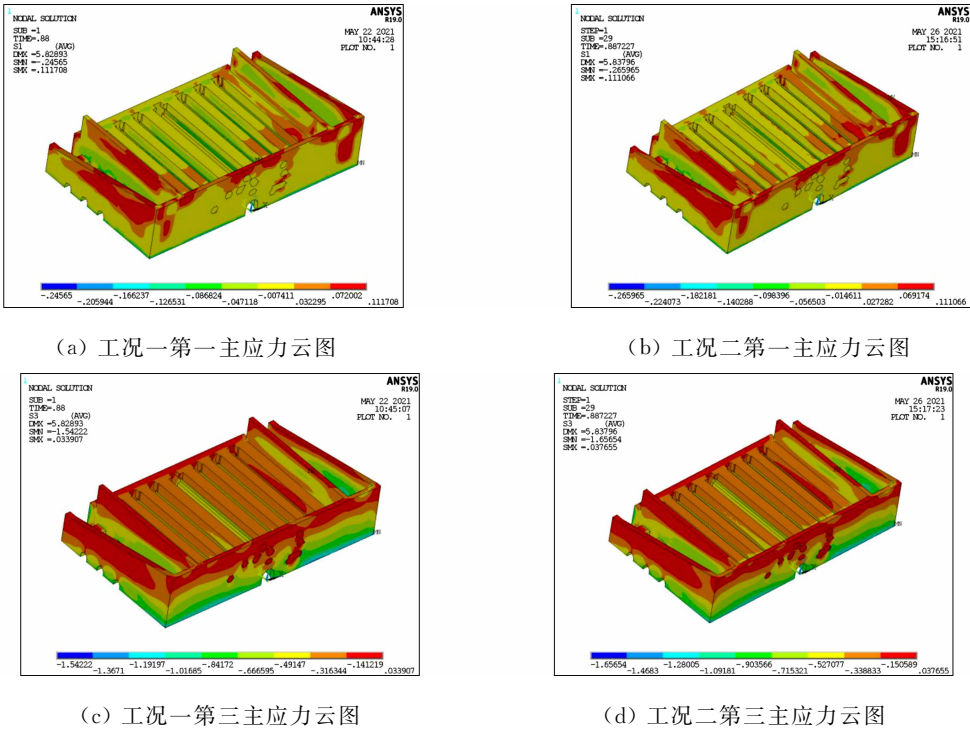 1
NODAL SOLUTION
SUB =1
TIME=.88
S1 (AVG)
DMX =5.82893
SMN =-.24565
SMX =.111708
ANSYS
R19.0
MAY 22 2021
10:44:28
PLOT NO. 1
MN
X
-.24565 -.205944 -.166237 -.126531 -.086824 -.047118 -.007411 .032295 .072002 .111708
(a) 工况一第一主应力云图
1
NODAL SOLUTION
STEP=1
SUB =29
TIME=.887227
S1 (AVG)
DMX =5.83796
SMN =-.265965
SMX =.111066
ANSYS
R19.0
MAY 26 2021
15:16:51
PLOT NO. 1
MN
X
-.265965 -.224073 -.182181 -.140288 -.098396 -.056503 -.014611 .027282 .069174 .111066
(b) 工况二第一主应力云图
1
NODAL SOLUTION
SUB =1
TIME=.88
S3 (AVG)
DMX =5.82893
SMN =-1.54222
SMX =.033907
ANSYS
R19.0
MAY 22 2021
10:45:07
PLOT NO. 1
MN
-1.54222 -1.3671 -1.19197 -1.01685 -.84172 -.666595 -.49147 -.316344 -.141219 .033907
(c) 工况一第三主应力云图
1
NODAL SOLUTION
STEP=1
SUB =29
TIME=.887227
S3 (AVG)
DMX =5.83796
SMN =-1.65654
SMX =.037655
ANSYS
R19.0
MAY 26 2021
15:17:23
PLOT NO. 1
MN
-1.65654 -1.4683 -1.28005 -1.09181 -.903566 -.715321 -.527077 -.338833 -.150589 .037655
(d) 工况二第三主应力云图